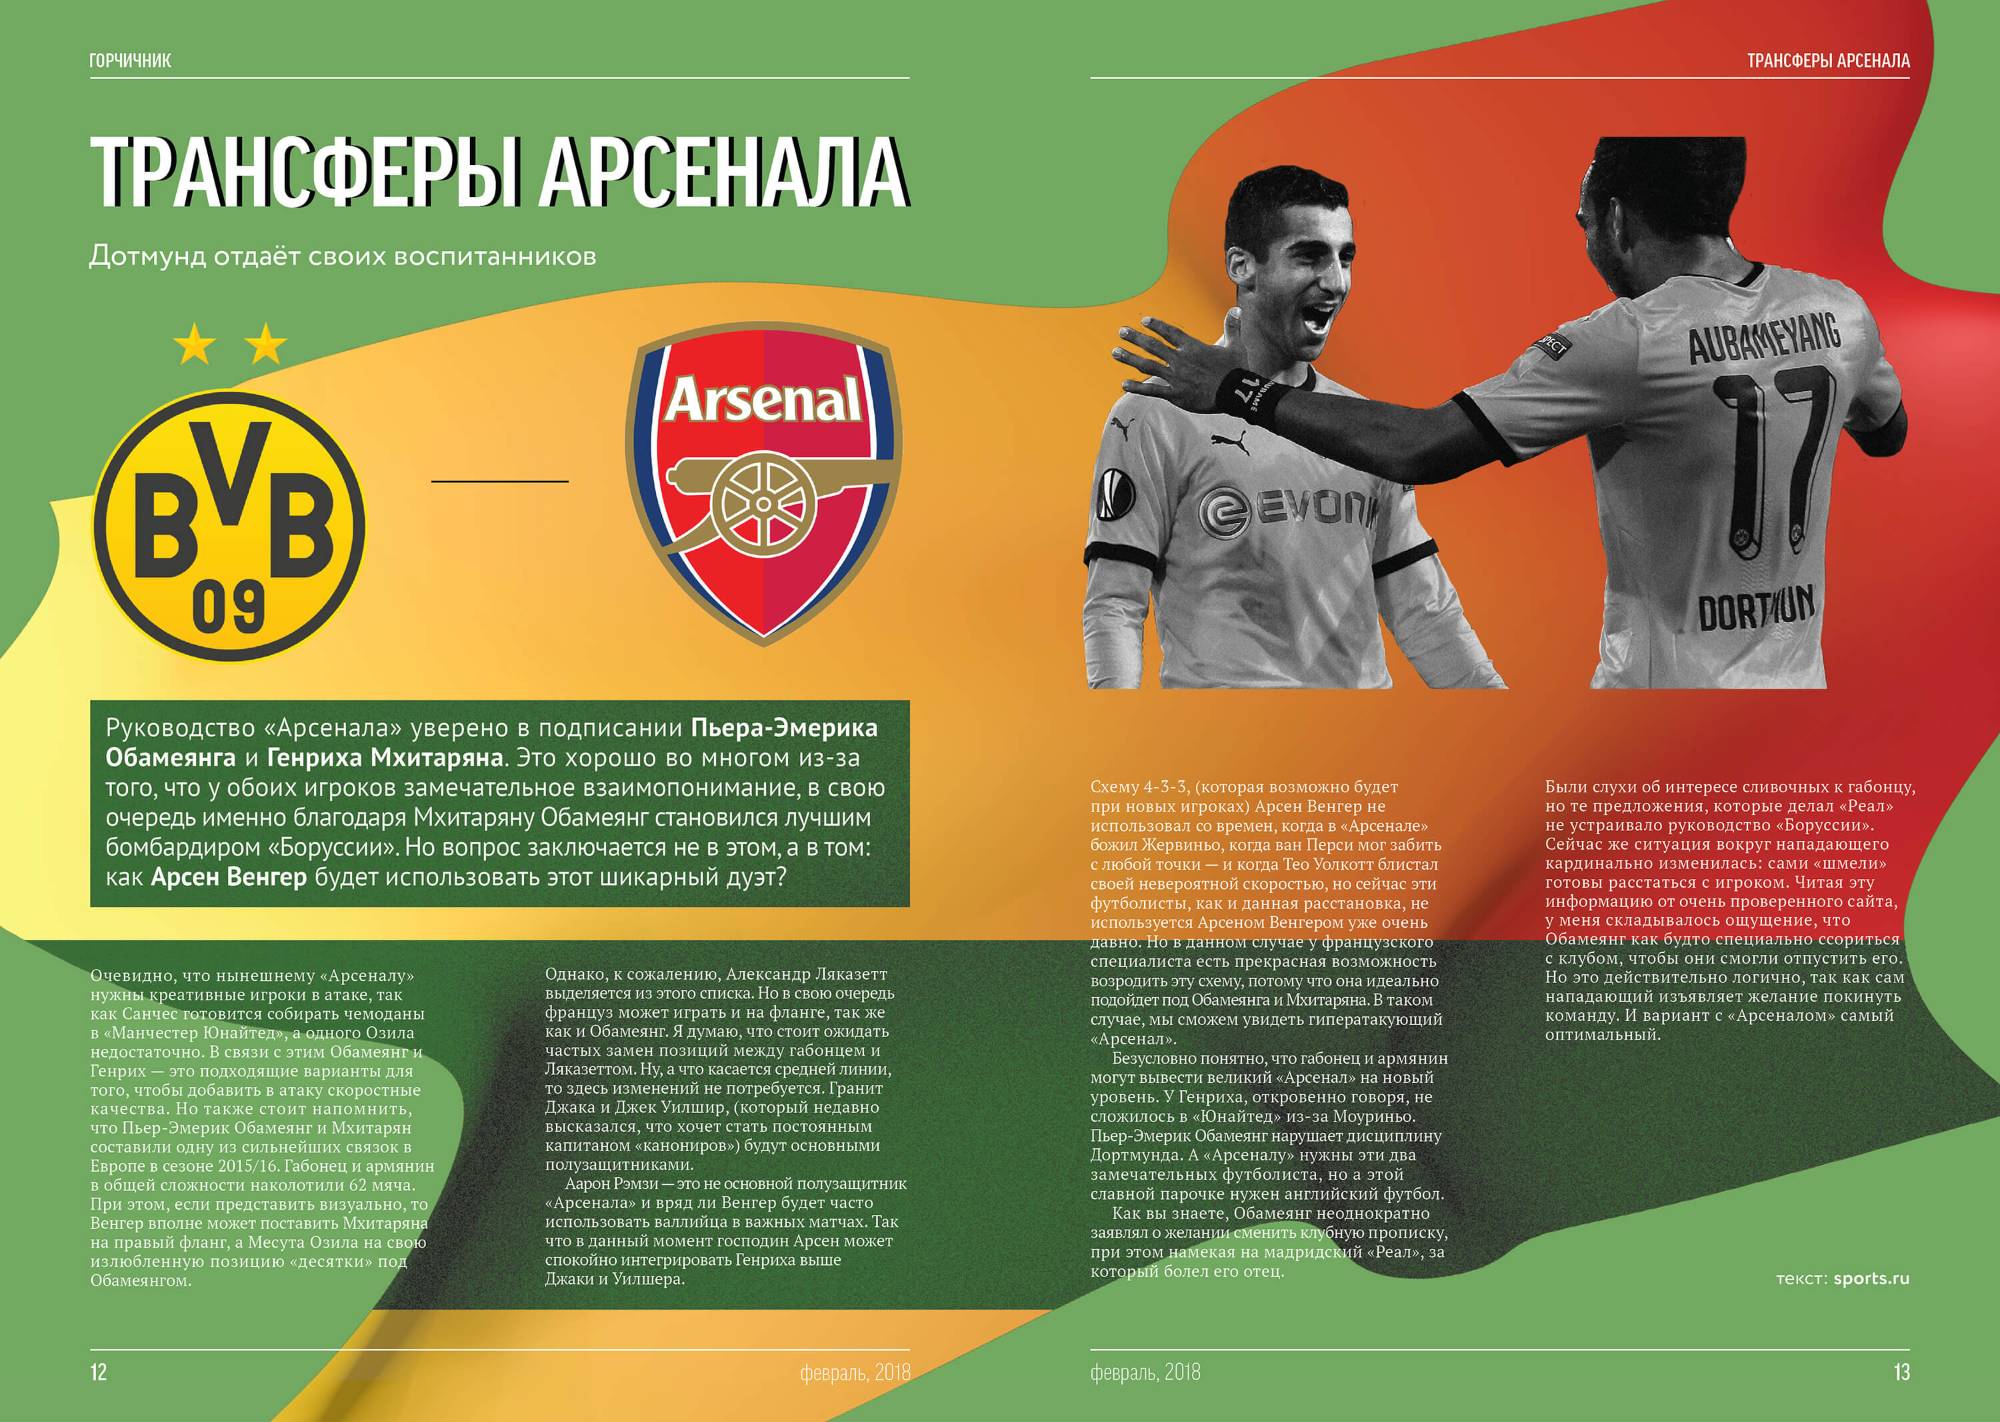 ГОРЧИЧНИК
ТРАНСФЕРЫ АРСЕНАЛА
ТРАНСФЕРЫ АРСЕНАЛА
Дотмунд отдаёт своих воспитанников
BVB
09
Arsenal
Руководство «Арсенала» уверено в подписании Пьера-Эмерика
Обамеянга и Генриха Мхитаряна. Это хорошо во многом из-за
того, что у обоих игроков замечательное взаимопонимание, в свою
очередь именно благодаря Мхитаряну Обамеянг становился лучшим
бомбардиром «Боруссии». Но вопрос заключается не в этом, а в том:
как Арсен Венгер будет использовать этот шикарный дуэт?
Очевидно, что нынешнему «Арсеналу»
нужны креативные игроки в атаке, так
как Санчес готовится собирать чемоданы
в «Манчестер Юнайтед», а одного Озила
недостаточно. В связи с этим Обамеянг и
Генрих — это подходящие варианты для
того, чтобы добавить в атаку скоростные
качества. Но также стоит напомнить,
что Пьер-Эмерик Обамеянг и Мхитарян
составили одну из сильнейших связок в
Европе в сезоне 2015/16. Габонец и армянин
в общей сложности наколотили 62 мяча.
При этом, если представить визуально, то
Венгер вполне может поставить Мхитаряна
на правый фланг, а Месута Озила на свою
излюбленную позицию «десятки» под
Обамеянгом.
Однако, к сожалению, Александр Ляказетт
выделяется из этого списка. Но в свою очередь
француз может играть и на фланге, так же
как и Обамеянг. Я думаю, что стоит ожидать
частых замен позиций между габонцем и
Ляказеттом. Ну, а что касается средней линии,
то здесь изменений не потребуется. Гранит
Джака и Джек Уилшир, (который недавно
высказался, что хочет стать постоянным
капитаном «канониров») будут основными
полузащитниками.
Аарон Рэмзи — это не основной полузащитник
«Арсенала» и вряд ли Венгер будет часто
использовать валлийца в важных матчах. Так
что в данный момент господин Арсен может
спокойно интегрировать Генриха выше
Джаки и Уилшера.
PECT
AUBAME
17
AUBAMEYANG
17
EVONIK
DORTMUN
Схему 4-3-3, (которая возможно будет
при новых игроках) Арсен Венгер не
использовал со времен, когда в «Арсенале»
божил Жервиньо, когда ван Перси мог забить
с любой точки — и когда Тео Уолкотт блистал
своей невероятной скоростью, но сейчас эти
футболисты, как и данная расстановка, не
используется Арсеном Венгером уже очень
давно. Но в данном случае у французского
специалиста есть прекрасная возможность
возродить эту схему, потому что она идеально
подойдет под Обамеянга и Мхитаряна. В таком
случае, мы сможем увидеть гиператакующий
«Арсенал».
Безусловно понятно, что габонец и армянин
могут вывести великий «Арсенал» на новый
уровень. У Генриха, откровенно говоря, не
сложилось в «Юнайтед» из-за Моуриньо.
Пьер-Эмерик Обамеянг нарушает дисциплину
Дортмунда. А «Арсеналу» нужны эти два
замечательных футболиста, но а этой
славной парочке нужен английский футбол.
Как вы знаете, Обамеянг неоднократно
заявлял о желании сменить клубную прописку,
при этом намекая на мадридский «Реал», за
который болел его отец.
Были слухи об интересе сливочных к габонцу,
но те предложения, которые делал «Реал»
не устраивало руководство «Боруссии».
Сейчас же ситуация вокруг нападающего
кардинально изменилась: сами «шмели»
готовы расстаться с игроком. Читая эту
информацию от очень проверенного сайта,
у меня складывалось ощущение, что
Обамеянг как будто специально ссориться
с клубом, чтобы они смогли отпустить его.
Но это действительно логично, так как сам
нападающий изъявляет желание покинуть
команду. И вариант с «Арсеналом» самый
оптимальный.
текст: sports.ru
12
февраль, 2018
февраль, 2018
13